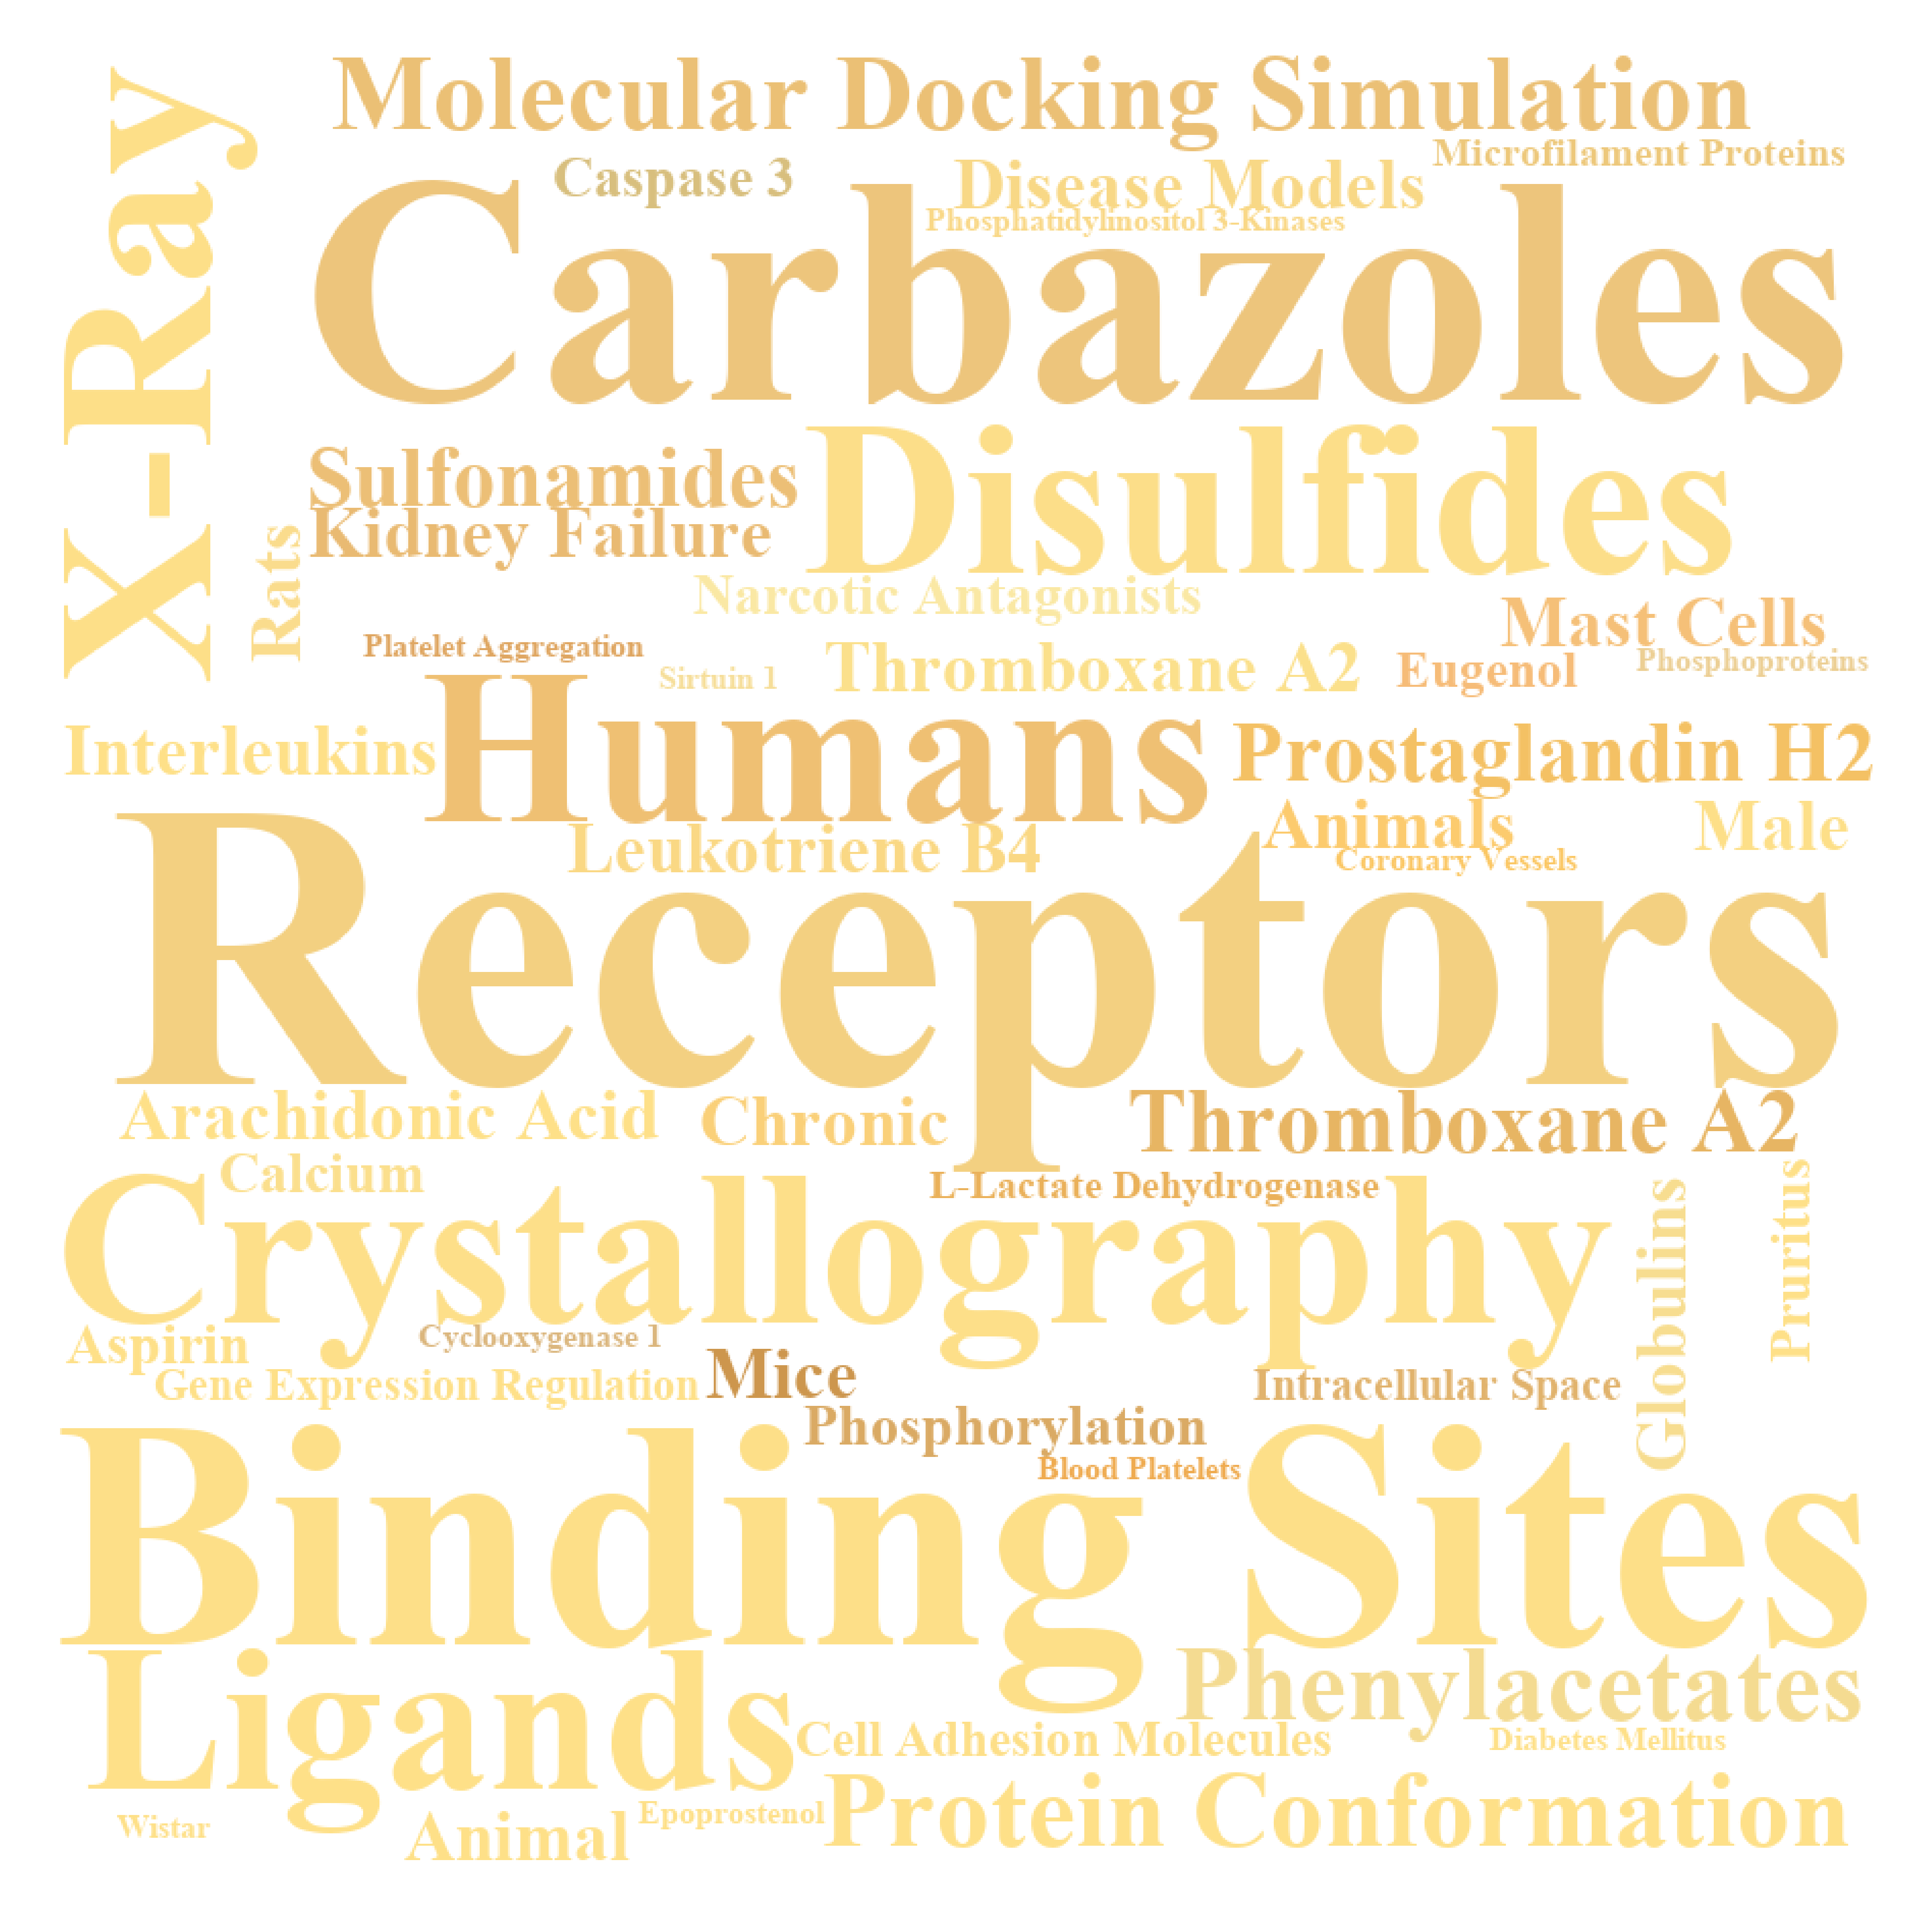 Molecular Docking Simulation
Microfilament Proteins
Caspase 3
Disease Models
Phosphatidylinositol 3-Kinases
X-Ray
Carbazoles
Sulfonamides
Disulfides
Kidney Failure
Rats
Narcotic Antagonists
Mast Cells
Platelet Aggregation
Sirtuin 1
Thromboxane A2
Eugenol
Phosphoproteins
Interleukins
Humans
Prostaglandin H2
Animals
Male
Leukotriene B4
Coronary Vessels
Receptors
Arachidonic Acid
Chronic
Thromboxane A2
Calcium
L-Lactate Dehydrogenase
Crystallography
Globulins
Pruritus
Aspirin
Cyclooxygenase 1
Gene Expression Regulation
Mice
Intracellular Space
Phosphorylation
Blood Platelets
Binding Sites
Ligands
Phenylacetates
Cell Adhesion Molecules
Diabetes Mellitus
Wistar
Animal
Epoprostenol
Protein Conformation